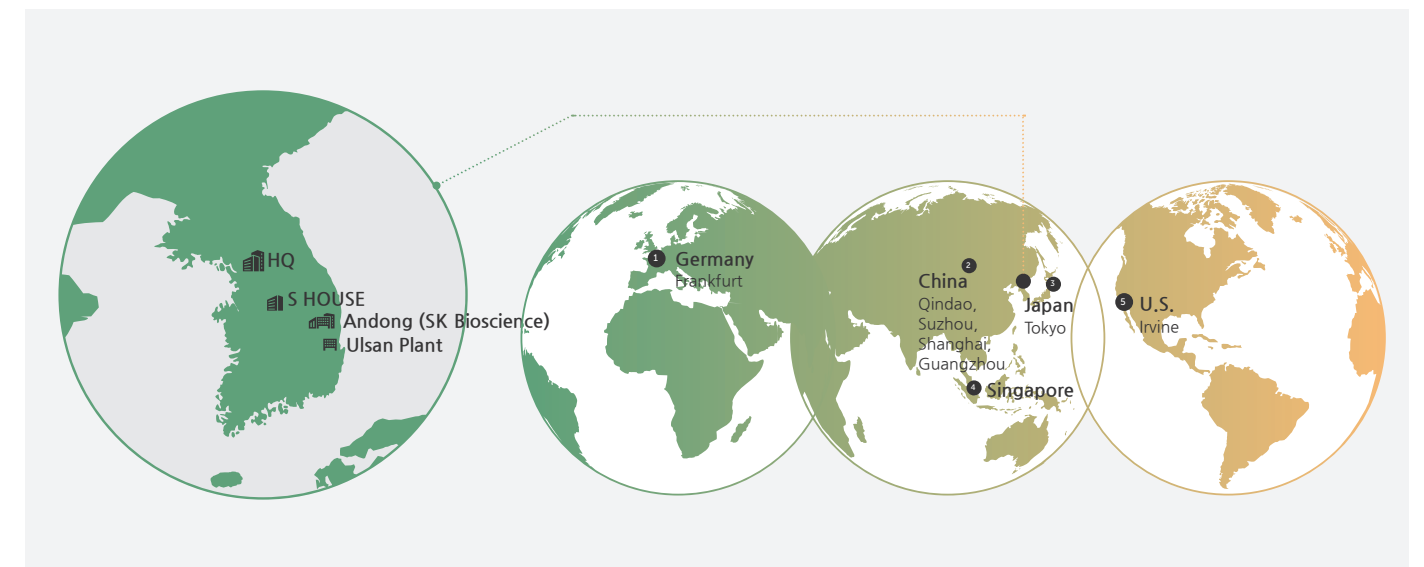 HQ
S HOUSE
Andong (SK Bioscience)
Ulsan Plant
1
Germany
Frankfurt
2
China
Qindao,
Suzhou,
Shanghai,
Guangzhou
3
Japan
Tokyo
4
Singapore
5
U.S.
Irvine